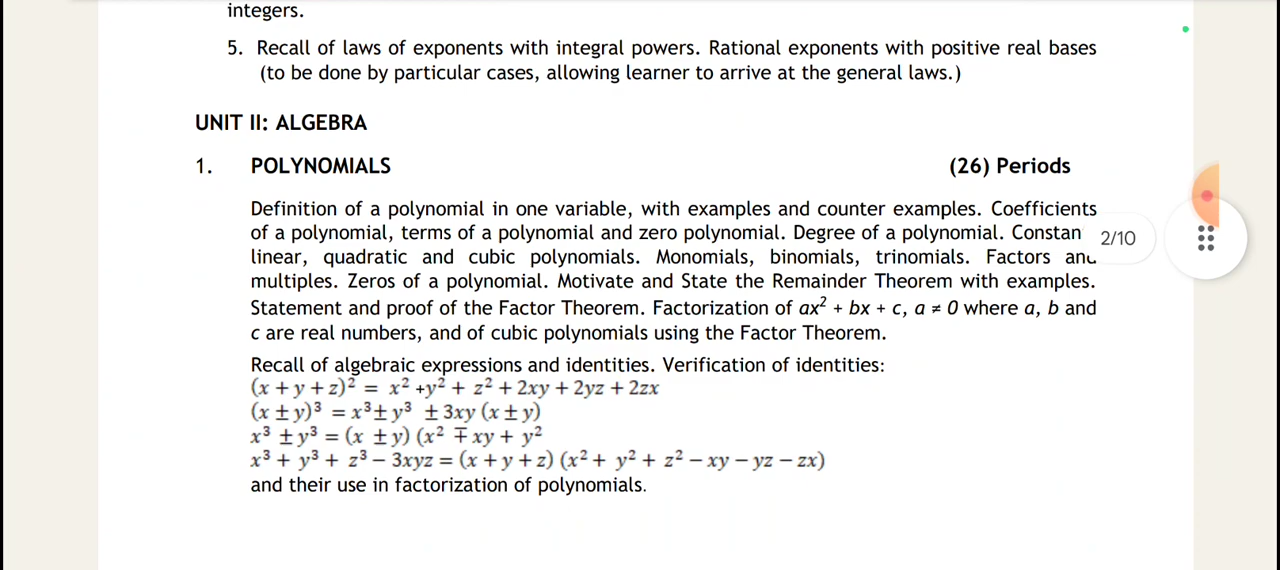 integers.
5. Recall of laws of exponents with integral powers. Rational exponents with positive real bases
(to be done by particular cases, allowing learner to arrive at the general laws.)
UNIT II: ALGEBRA
1. POLYNOMIALS (26) Periods
Definition of a polynomial in one variable, with examples and counter examples. Coefficients
of a polynomial, terms of a polynomial and zero polynomial. Degree of a polynomial. Constan
2/10
linear, quadratic and cubic polynomials. Monomials, binomials, trinomials. Factors and
multiples. Zeros of a polynomial. Motivate and State the Remainder Theorem with examples.
Statement and proof of the Factor Theorem. Factorization of ax² + bx + c, a ≠ 0 where a, b and
c are real numbers, and of cubic polynomials using the Factor Theorem.
Recall of algebraic expressions and identities. Verification of identities:
(x + y + z)² = x² + y² + z² + 2xy + 2yz + 2zx
(x ± y)³ = x³ ± y³ ± 3xy (x ± y)
x³ ± y³ = (x ± y) (x² ∓ xy + y²
x³ + y³ + z³ − 3xyz = (x + y + z) (x² + y² + z² − xy − yz − zx)
and their use in factorization of polynomials.